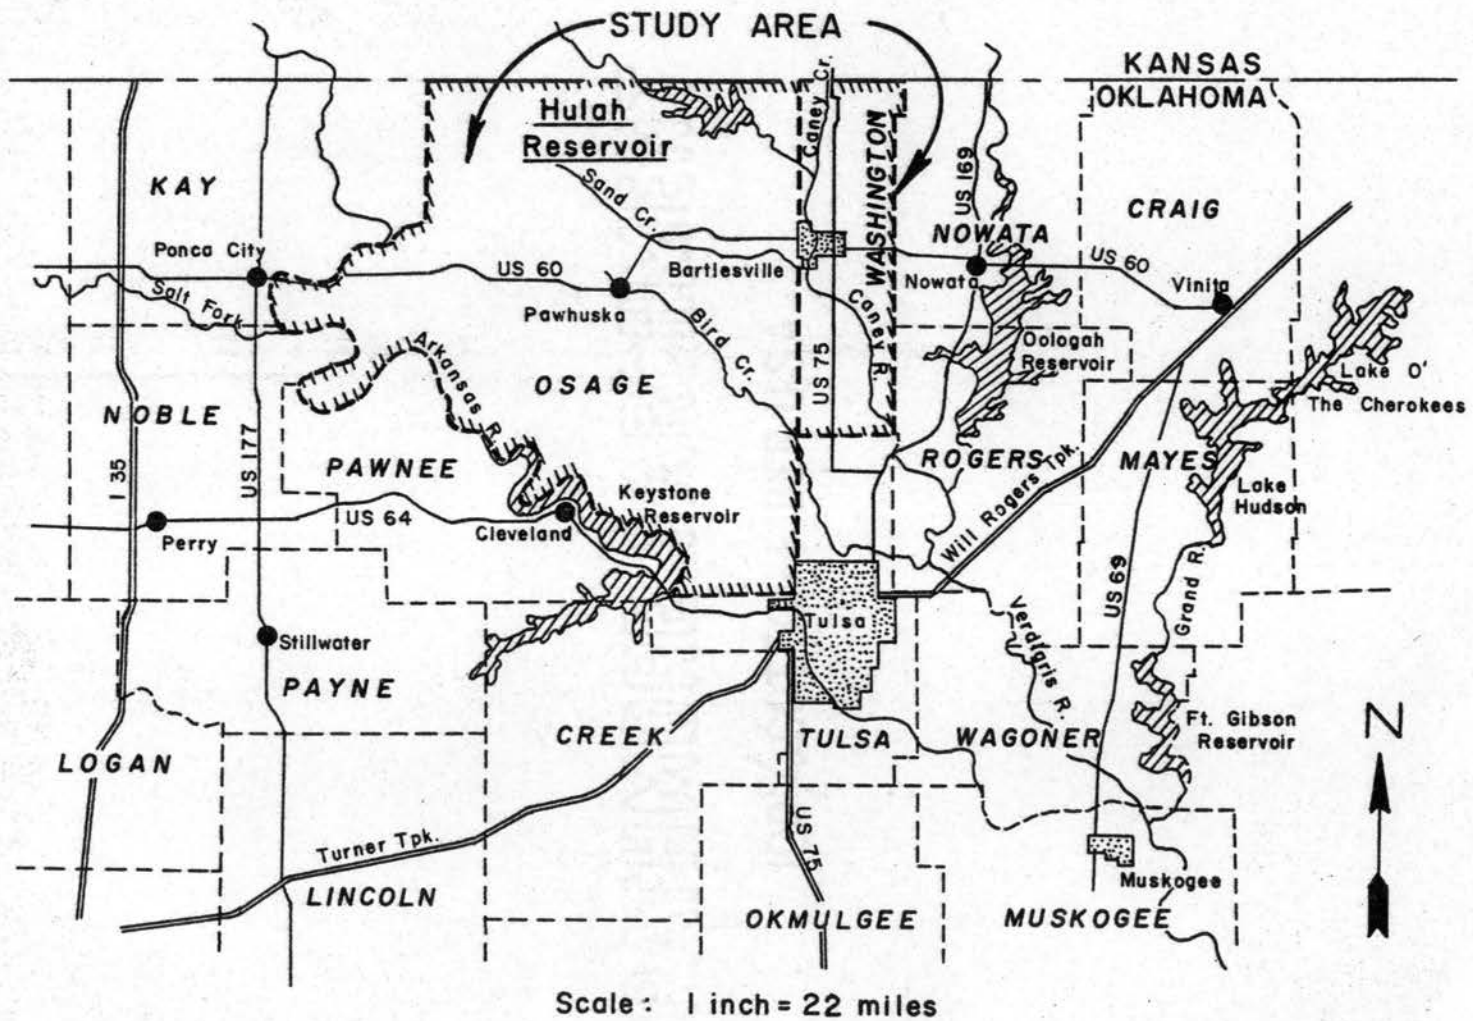 STUDY AREA
KANSAS
OKLAHOMA
Hulah
Reservoir
Caney Cr.
WASHINGTON
US 169
KAY
CRAIG
Sand Cr.
NOWATA
Ponca City
US 60
Bartlesville
Nowata
US 60
Vinita
Salt Fork
Pawhuska
Bird Cr.
Caney R.
US 75
Arkansas R.
OSAGE
Oologah
Reservoir
Lake O'
The Cherokees
NOBLE
US 177
I 35
PAWNEE
ROGERS
MAYES
Keystone
Reservoir
Lake
Hudson
US 64
Perry
Cleveland
Will Rogers Tpk.
US 69
Grand R.
Tulsa
Stillwater
Verdigris R.
PAYNE
Ft. Gibson
Reservoir
CREEK
TULSA
WAGONER
LOGAN
N
US 75
Turner Tpk.
Muskogee
LINCOLN
OKMULGEE
MUSKOGEE
Scale: 1 inch = 22 miles